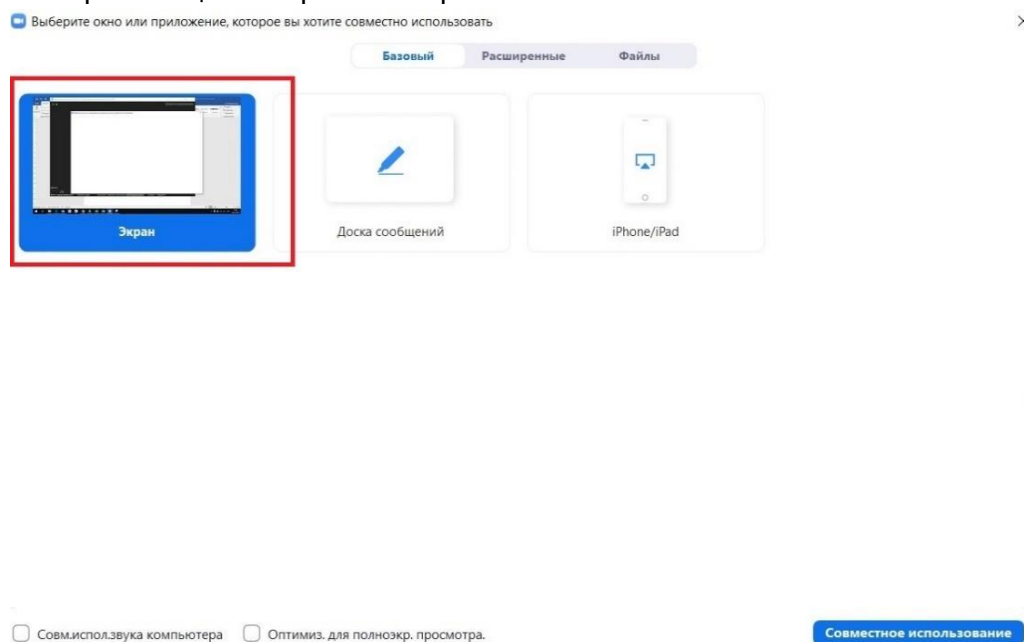 Выберите окно или приложение, которое вы хотите совместно использовать
Базовый Расширенные Файлы
Экран Доска сообщений iPhone/iPad
Совм.испол.звука компьютера Оптимиз. для полноэкр. просмотра. Совместное использование